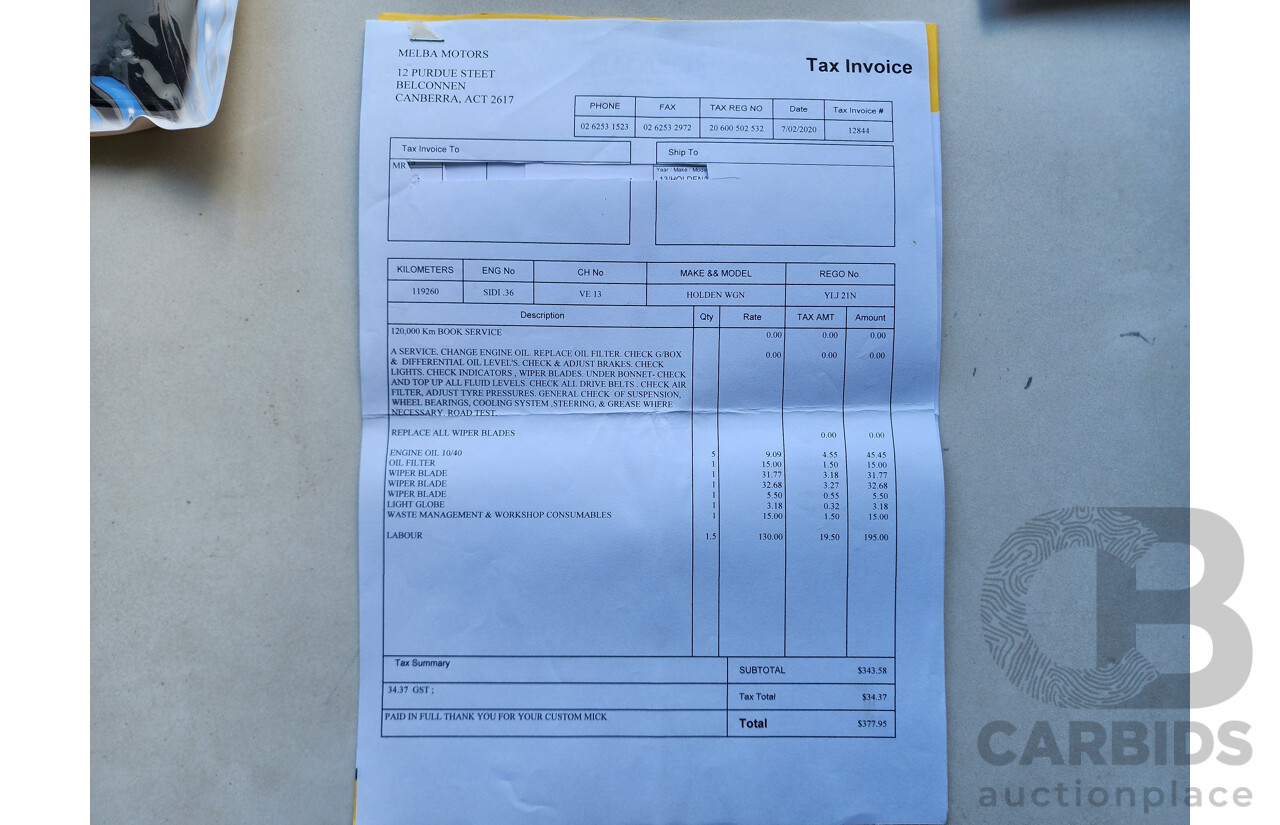 MELBA MOTORS
12 PURDUE STEET
BELCONNEN
CANBERRA, ACT 2617
Tax Invoice
PHONE FAX TAX REG NO Date Tax Invoice #
02 6253 1523 02 6253 2972 20 600 502 532 7/02/2020 12844
Tax Invoice To Ship To
MR
Year / Make / Mode
13/HOLDEN/
KILOMETERS ENG No CH No MAKE && MODEL REGO No.
119260 SIDI .36 VE 13 HOLDEN WGN YLJ 21N
Description Qty Rate TAX AMT Amount
120,000 Km BOOK SERVICE 0.00 0.00 0.00
A SERVICE. CHANGE ENGINE OIL. REPLACE OIL FILTER. CHECK G/BOX 0.00 0.00 0.00
& DIFFERENTIAL OIL LEVEL'S. CHECK & ADJUST BRAKES. CHECK
LIGHTS. CHECK INDICATORS , WIPER BLADES. UNDER BONNET- CHECK
AND TOP UP ALL FLUID LEVELS. CHECK ALL DRIVE BELTS . CHECK AIR
FILTER, ADJUST TYRE PRESSURES. GENERAL CHECK OF SUSPENSION,
WHEEL BEARINGS, COOLING SYSTEM ,STEERING, & GREASE WHERE
NECESSARY. ROAD TEST.
REPLACE ALL WIPER BLADES 0.00 0.00
ENGINE OIL 10/40 5 9.09 4.55 45.45
OIL FILTER 1 15.00 1.50 15.00
WIPER BLADE 1 31.77 3.18 31.77
WIPER BLADE 1 32.68 3.27 32.68
WIPER BLADE 1 5.50 0.55 5.50
LIGHT GLOBE 1 3.18 0.32 3.18
WASTE MANAGEMENT & WORKSHOP CONSUMABLES 1 15.00 1.50 15.00
LABOUR 1.5 130.00 19.50 195.00
Tax Summary SUBTOTAL $343.58
34.37 GST ; Tax Total $34.37
PAID IN FULL THANK YOU FOR YOUR CUSTOM MICK Total $377.95
CB
CARBIDS
auctionplace